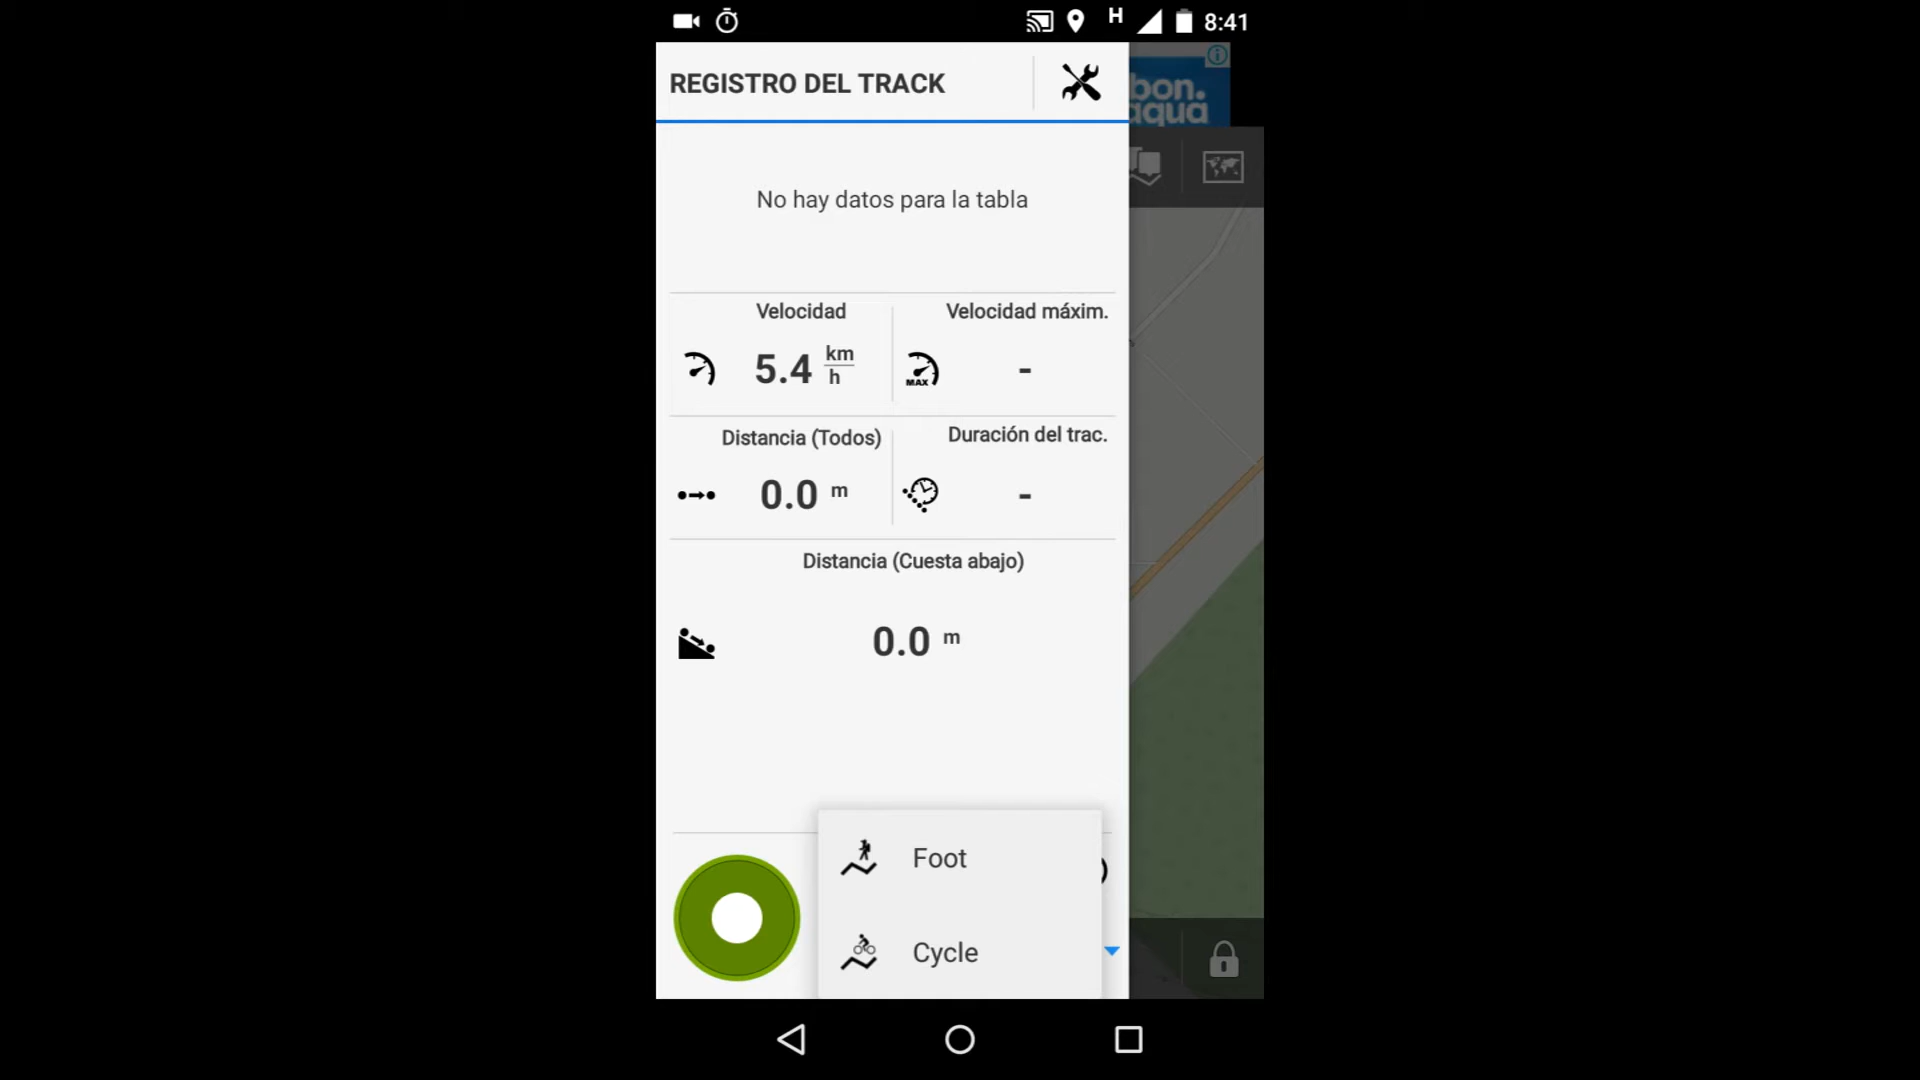 H 8:41
REGISTRO DEL TRACK
bon.
aqua
No hay datos para la tabla
Velocidad
Velocidad máxim.
5.4 km/h
MAX
-
Distancia (Todos)
Duración del trac.
0.0 m
-
Distancia (Cuesta abajo)
0.0 m
Foot
Cycle